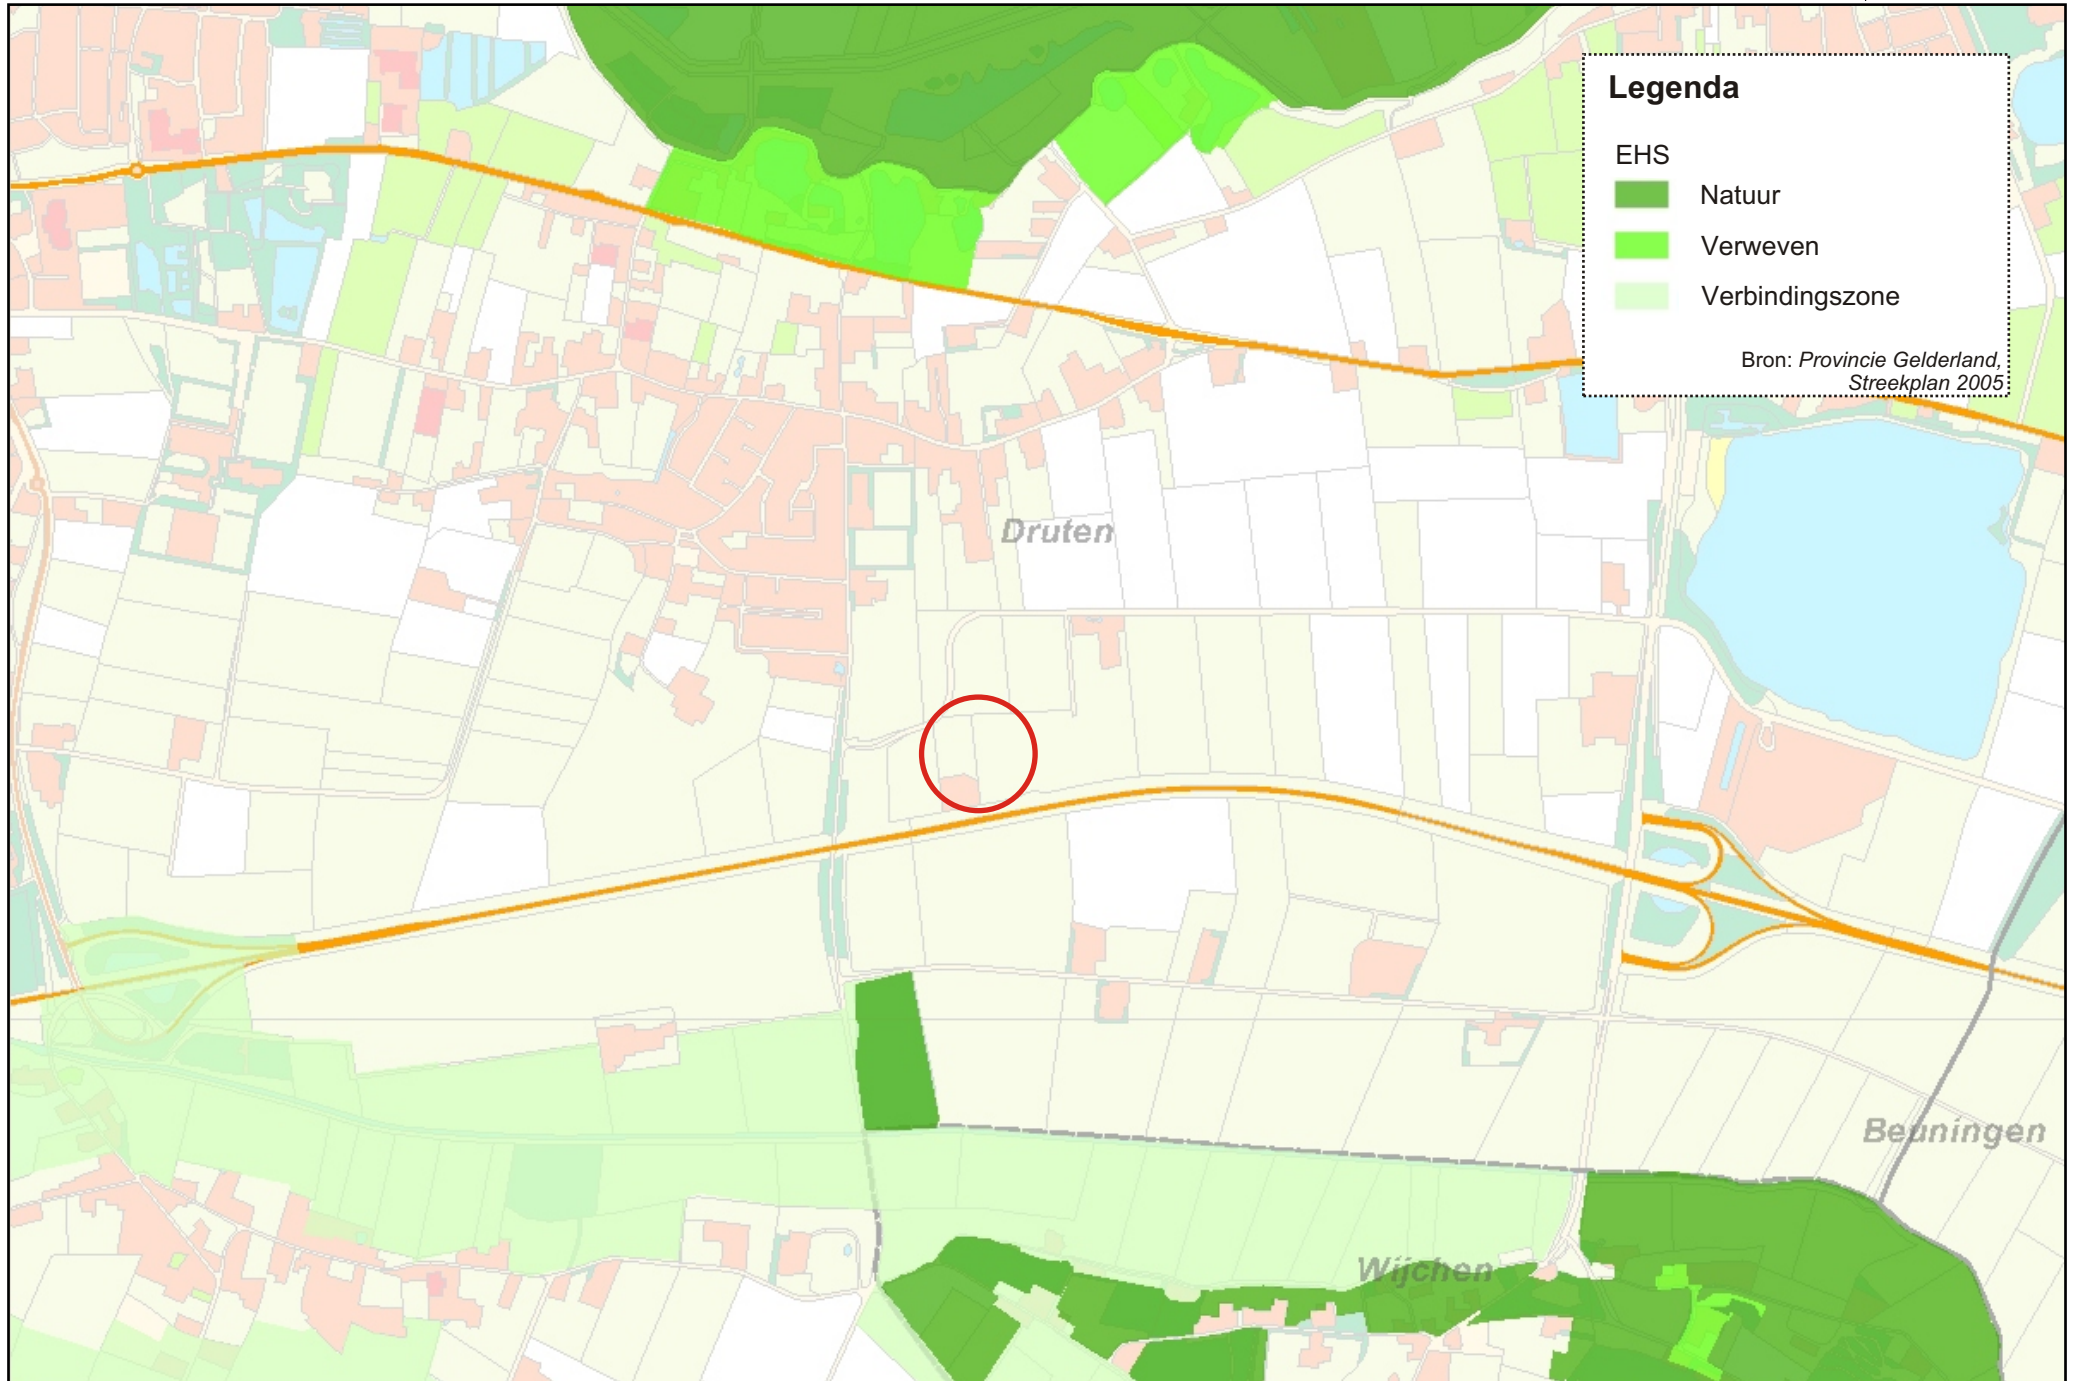 Legenda
EHS
Natuur
Verweven
Verbindingszone
Bron: Provincie Gelderland,
Streekplan 2005
Druten
Beuningen
Wijchen